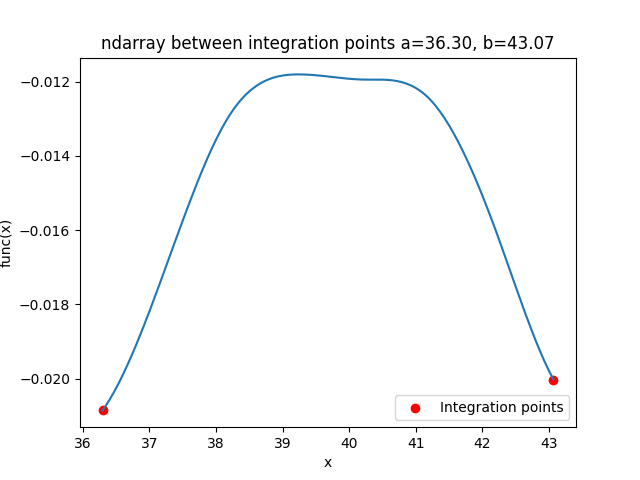 ndarray between integration points a=36.30, b=43.07
func(x)
−0.012
−0.014
−0.016
−0.018
−0.020
Integration points
36 37 38 39 40 41 42 43
x